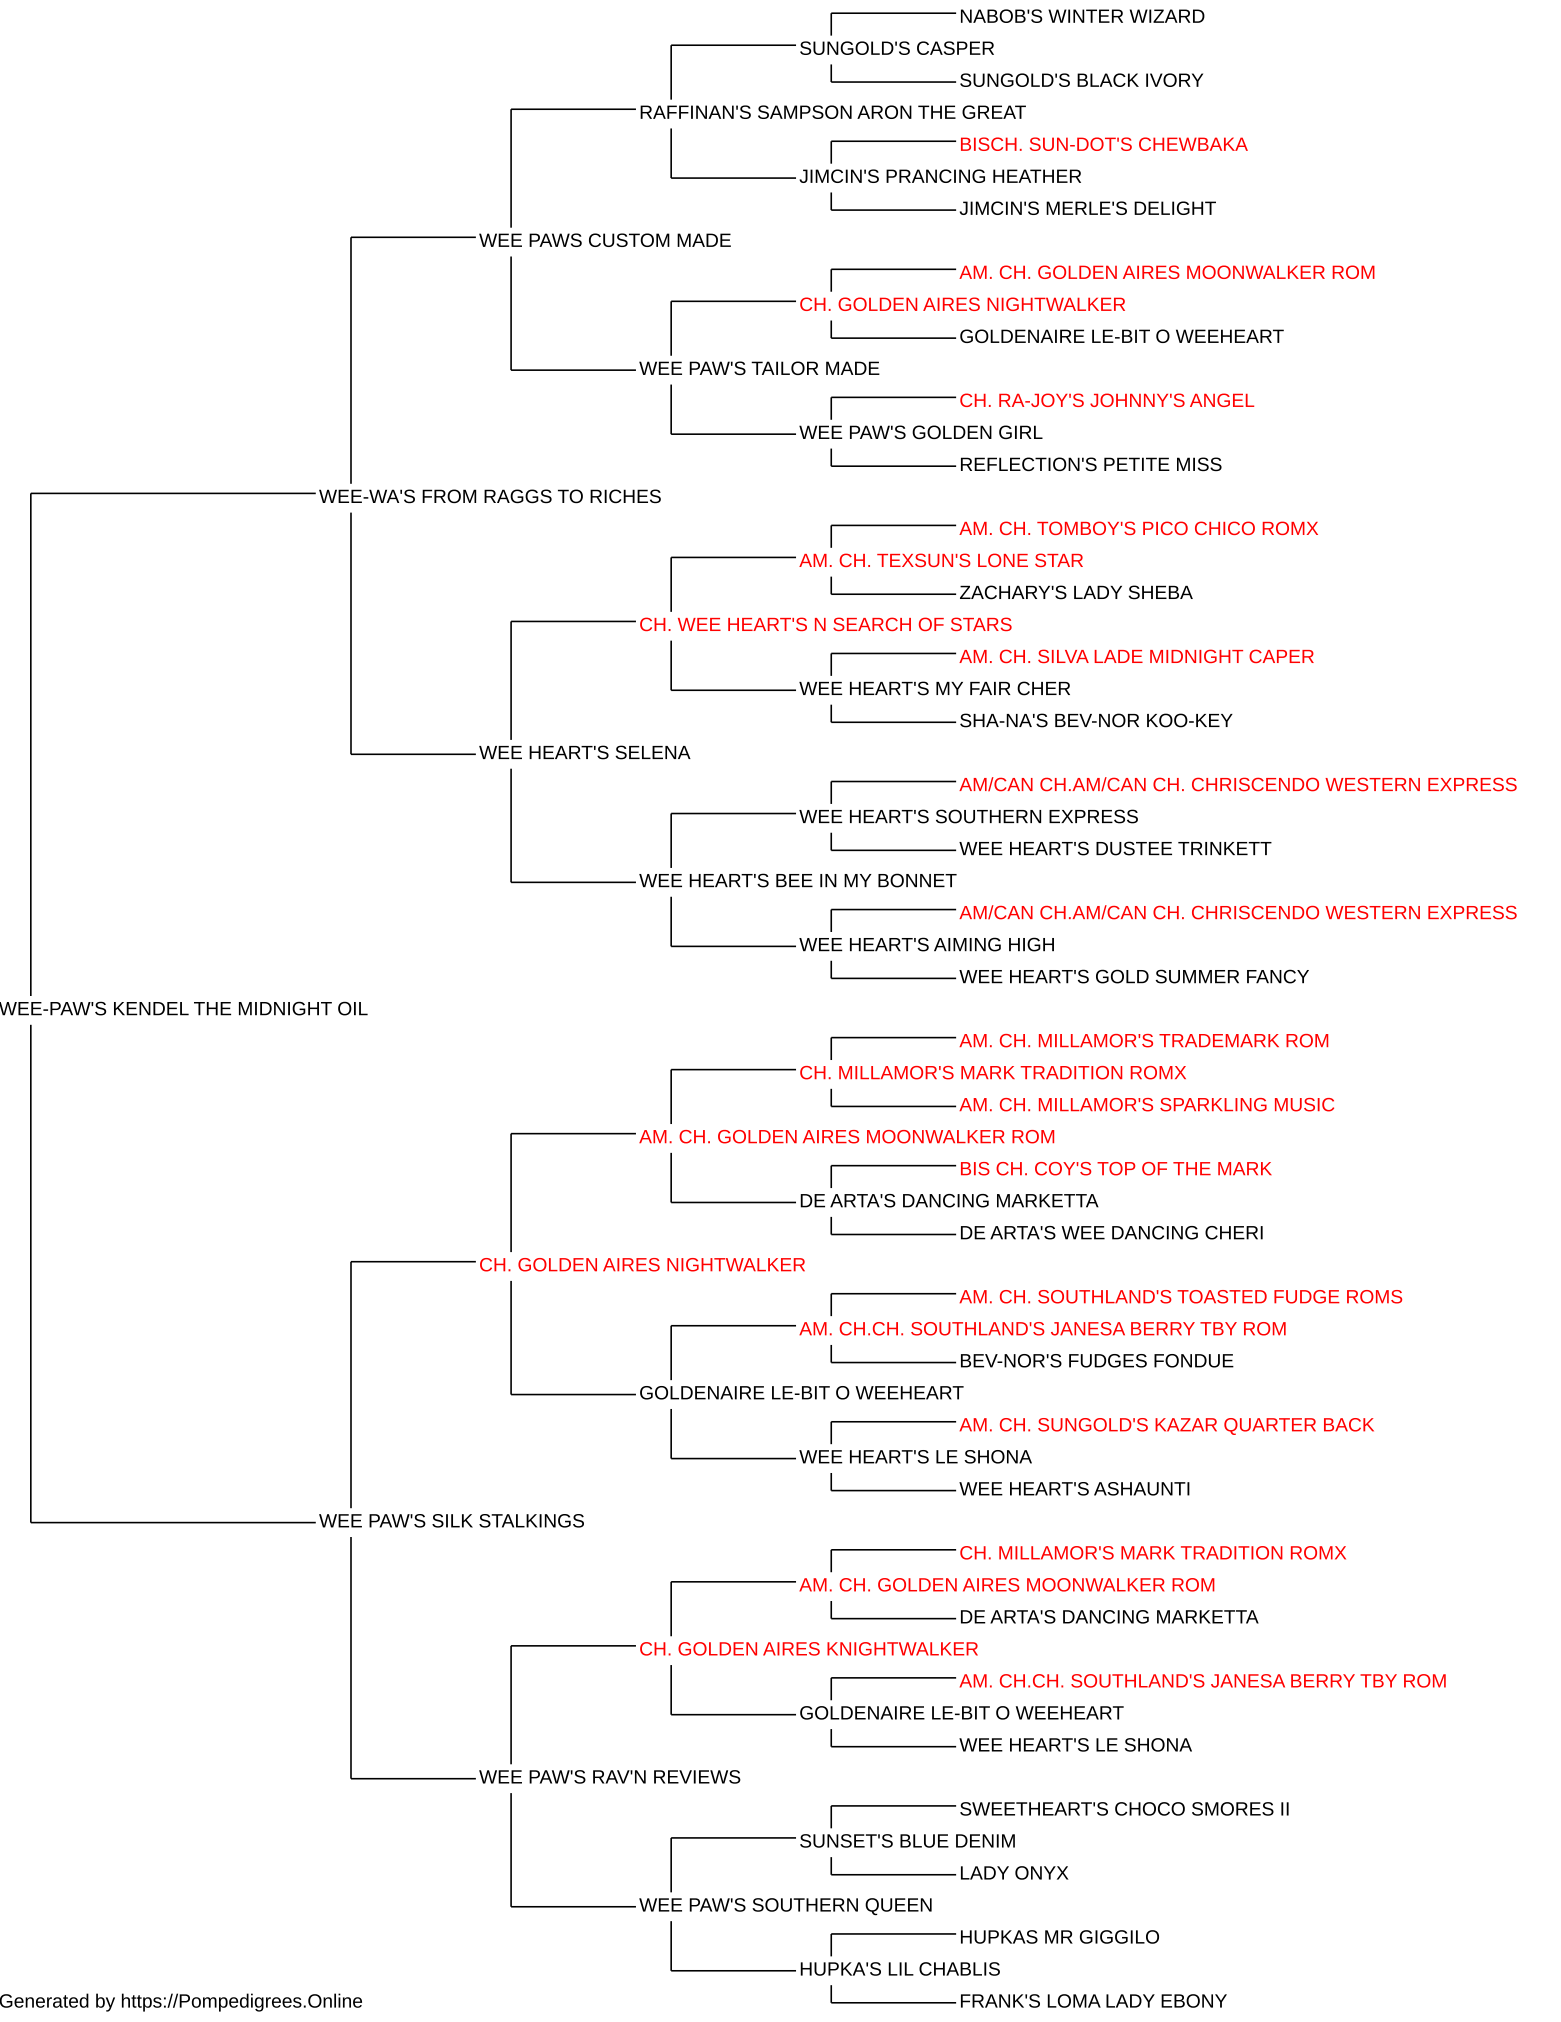 NABOB'S WINTER WIZARD
SUNGOLD'S CASPER
SUNGOLD'S BLACK IVORY
RAFFINAN'S SAMPSON ARON THE GREAT
BISCH. SUN-DOT'S CHEWBAKA
JIMCIN'S PRANCING HEATHER
JIMCIN'S MERLE'S DELIGHT
WEE PAWS CUSTOM MADE
AM. CH. GOLDEN AIRES MOONWALKER ROM
CH. GOLDEN AIRES NIGHTWALKER
GOLDENAIRE LE-BIT O WEEHEART
WEE PAW'S TAILOR MADE
CH. RA-JOY'S JOHNNY'S ANGEL
WEE PAW'S GOLDEN GIRL
REFLECTION'S PETITE MISS
WEE-WA'S FROM RAGGS TO RICHES
AM. CH. TOMBOY'S PICO CHICO ROMX
AM. CH. TEXSUN'S LONE STAR
ZACHARY'S LADY SHEBA
CH. WEE HEART'S N SEARCH OF STARS
AM. CH. SILVA LADE MIDNIGHT CAPER
WEE HEART'S MY FAIR CHER
SHA-NA'S BEV-NOR KOO-KEY
WEE HEART'S SELENA
AM/CAN CH.AM/CAN CH. CHRISCENDO WESTERN EXPRESS
WEE HEART'S SOUTHERN EXPRESS
WEE HEART'S DUSTEE TRINKETT
WEE HEART'S BEE IN MY BONNET
AM/CAN CH.AM/CAN CH. CHRISCENDO WESTERN EXPRESS
WEE HEART'S AIMING HIGH
WEE HEART'S GOLD SUMMER FANCY
WEE-PAW'S KENDEL THE MIDNIGHT OIL
AM. CH. MILLAMOR'S TRADEMARK ROM
CH. MILLAMOR'S MARK TRADITION ROMX
AM. CH. MILLAMOR'S SPARKLING MUSIC
AM. CH. GOLDEN AIRES MOONWALKER ROM
BIS CH. COY'S TOP OF THE MARK
DE ARTA'S DANCING MARKETTA
DE ARTA'S WEE DANCING CHERI
CH. GOLDEN AIRES NIGHTWALKER
AM. CH. SOUTHLAND'S TOASTED FUDGE ROMS
AM. CH.CH. SOUTHLAND'S JANESA BERRY TBY ROM
BEV-NOR'S FUDGES FONDUE
GOLDENAIRE LE-BIT O WEEHEART
AM. CH. SUNGOLD'S KAZAR QUARTER BACK
WEE HEART'S LE SHONA
WEE HEART'S ASHAUNTI
WEE PAW'S SILK STALKINGS
CH. MILLAMOR'S MARK TRADITION ROMX
AM. CH. GOLDEN AIRES MOONWALKER ROM
DE ARTA'S DANCING MARKETTA
CH. GOLDEN AIRES KNIGHTWALKER
AM. CH.CH. SOUTHLAND'S JANESA BERRY TBY ROM
GOLDENAIRE LE-BIT O WEEHEART
WEE HEART'S LE SHONA
WEE PAW'S RAV'N REVIEWS
SWEETHEART'S CHOCO SMORES II
SUNSET'S BLUE DENIM
LADY ONYX
WEE PAW'S SOUTHERN QUEEN
HUPKAS MR GIGGILO
HUPKA'S LIL CHABLIS
FRANK'S LOMA LADY EBONY
Generated by https://Pompedigrees.Online